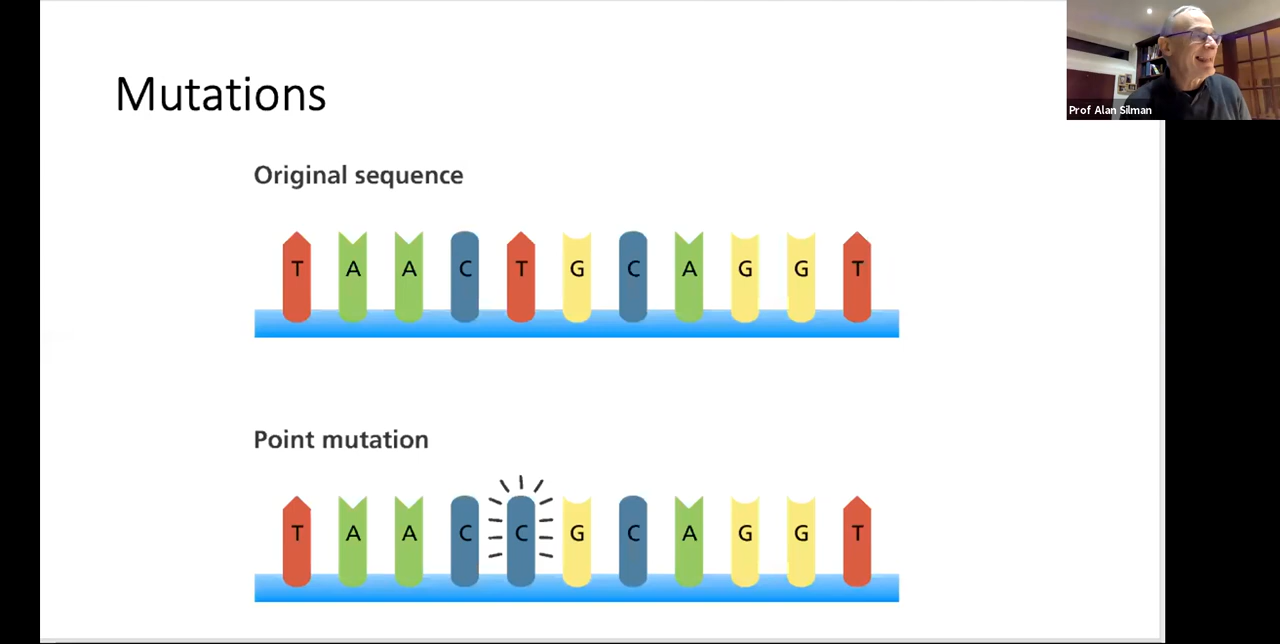 Prof Alan Silman
Mutations
Original sequence
T A A C T G C A G G T
Point mutation
T A A C C G C A G G T